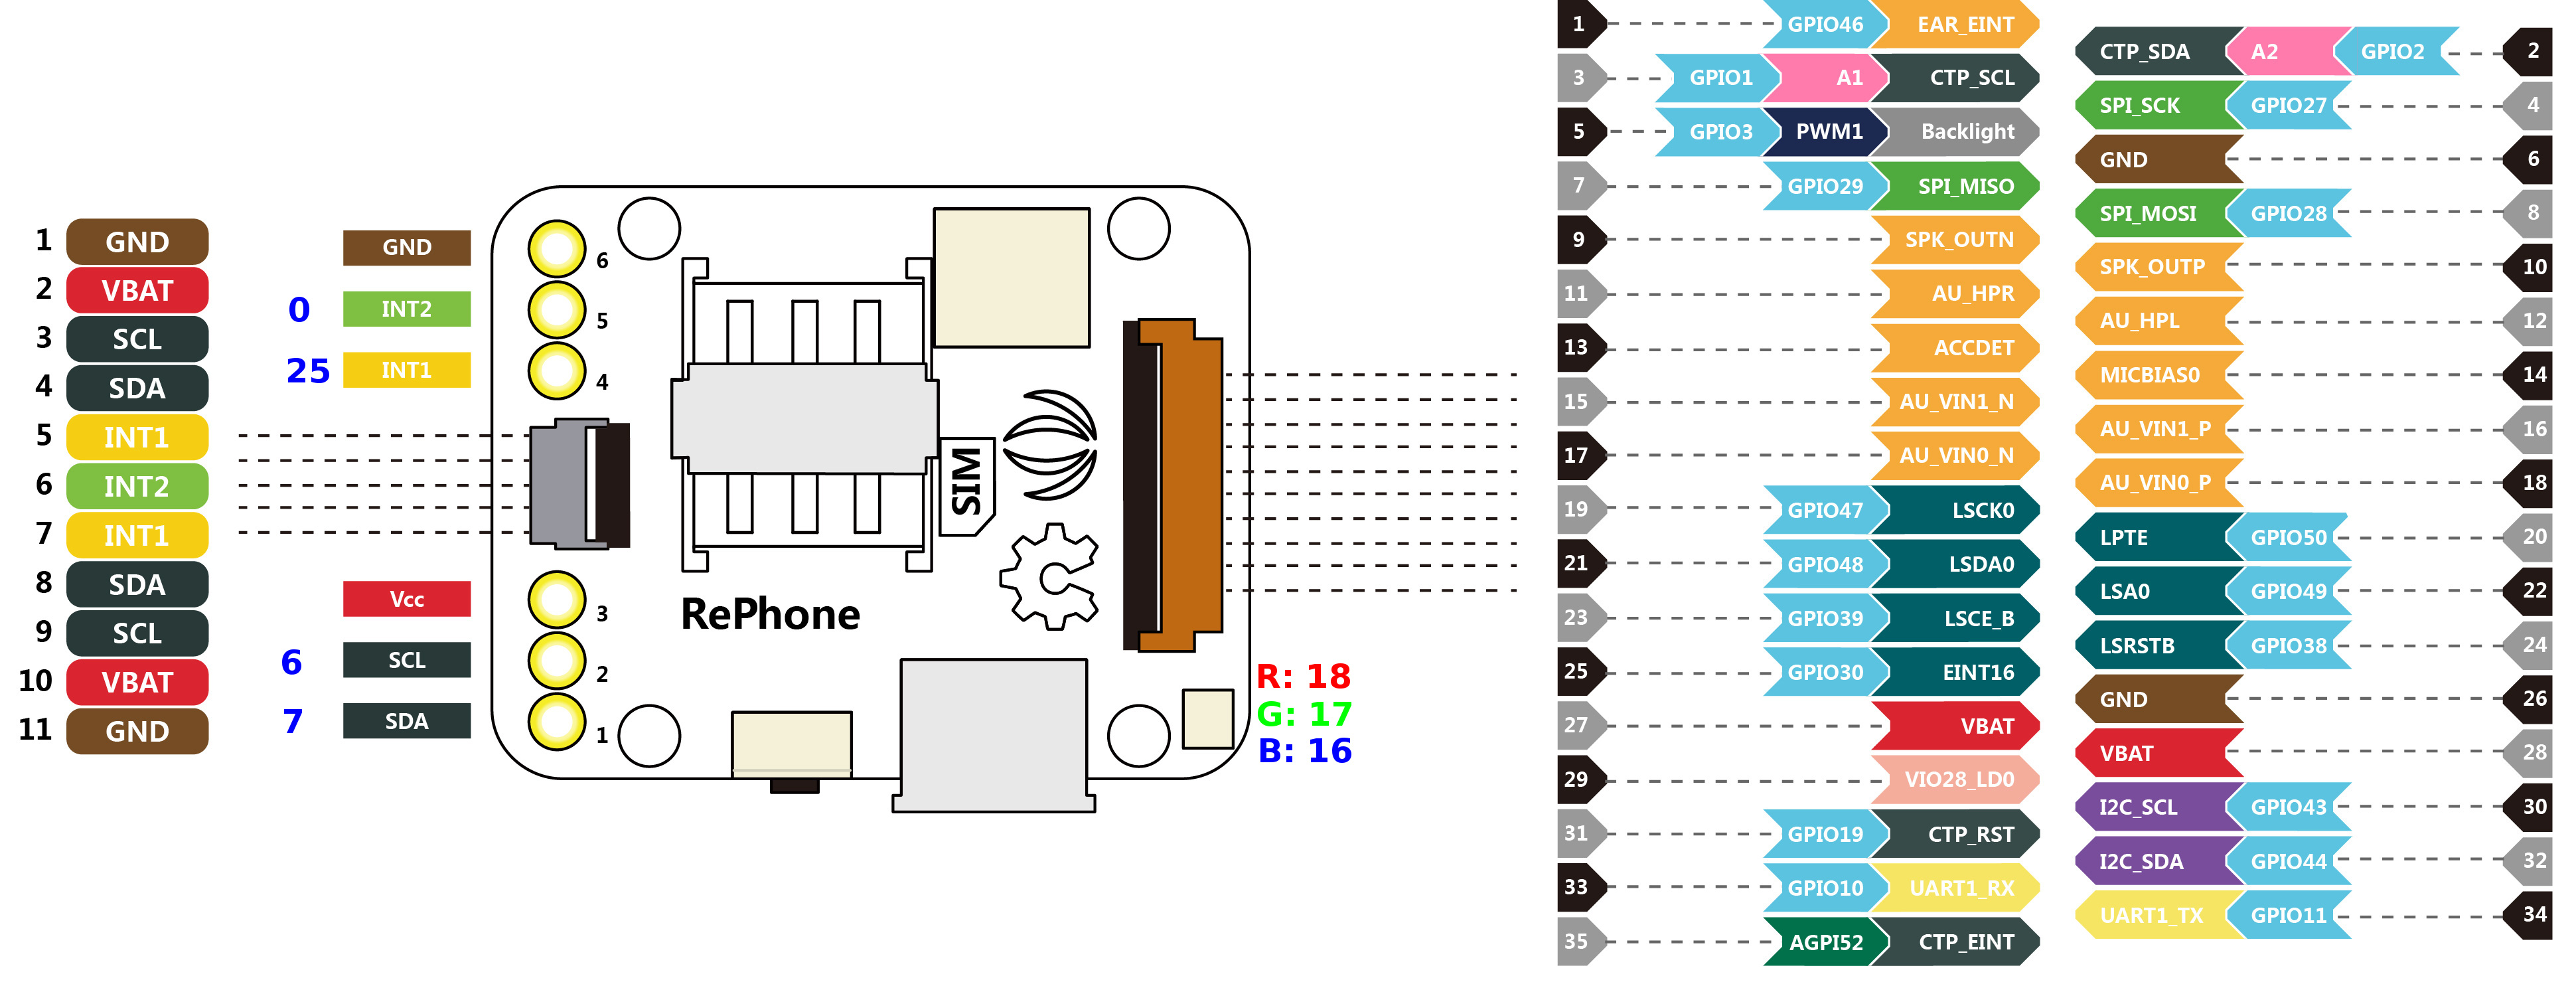 1 GND
2 VBAT
3 SCL
4 SDA
5 INT1
6 INT2
7 INT1
8 SDA
9 SCL
10 VBAT
11 GND
GND 6
0 INT2 5
25 INT1 4
Vcc 3
6 SCL 2
7 SDA 1
SIM
RePhone
R: 18
G: 17
B: 16
1 GPIO46 EAR_EINT
3 GPIO1 A1 CTP_SCL
5 GPIO3 PWM1 Backlight
7 GPIO29 SPI_MISO
9 SPK_OUTN
11 AU_HPR
13 ACCDET
15 AU_VIN1_N
17 AU_VIN0_N
19 GPIO47 LSCK0
21 GPIO48 LSDA0
23 GPIO39 LSCE_B
25 GPIO30 EINT16
27 VBAT
29 VIO28_LD0
31 GPIO19 CTP_RST
33 GPIO10 UART1_RX
35 AGPI52 CTP_EINT
CTP_SDA A2 GPIO2 2
SPI_SCK GPIO27 4
GND 6
SPI_MOSI GPIO28 8
SPK_OUTP 10
AU_HPL 12
MICBIAS0 14
AU_VIN1_P 16
AU_VIN0_P 18
LPTE GPIO50 20
LSA0 GPIO49 22
LSRSTB GPIO38 24
GND 26
VBAT 28
I2C_SCL GPIO43 30
I2C_SDA GPIO44 32
UART1_TX GPIO11 34